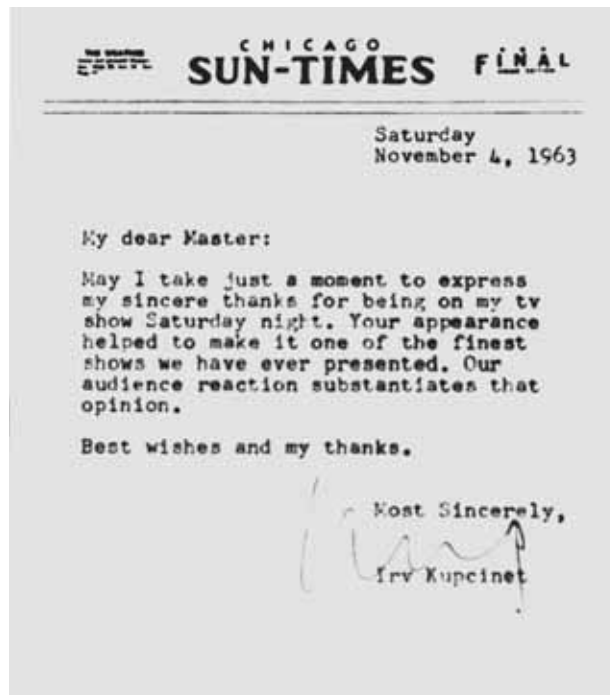 THE WEATHER
CHICAGO
SUN-TIMES
FINAL
Saturday
November 4, 1963
My dear Master:
May I take just a moment to express
my sincere thanks for being on my tv
show Saturday night. Your appearance
helped to make it one of the finest
shows we have ever presented. Our
audience reaction substantiates that
opinion.
Best wishes and my thanks.
Most Sincerely,
Irv Kupcinet